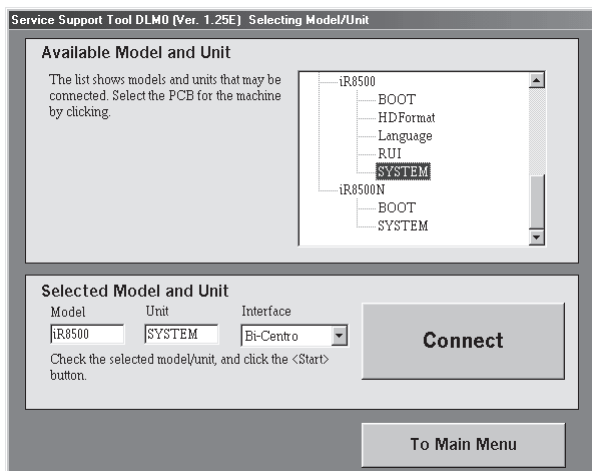 Service Support Tool DLM0 (Ver. 1.25E) Selecting Model/Unit
Available Model and Unit
The list shows models and units that may be
connected. Select the PCB for the machine
by clicking.
iR8500
BOOT
HDFormat
Language
RUI
SYSTEM
iR8500N
BOOT
SYSTEM
Selected Model and Unit
Model Unit Interface
iR8500 SYSTEM Bi-Centro
Check the selected model/unit, and click the <Start>
button.
Connect
To Main Menu